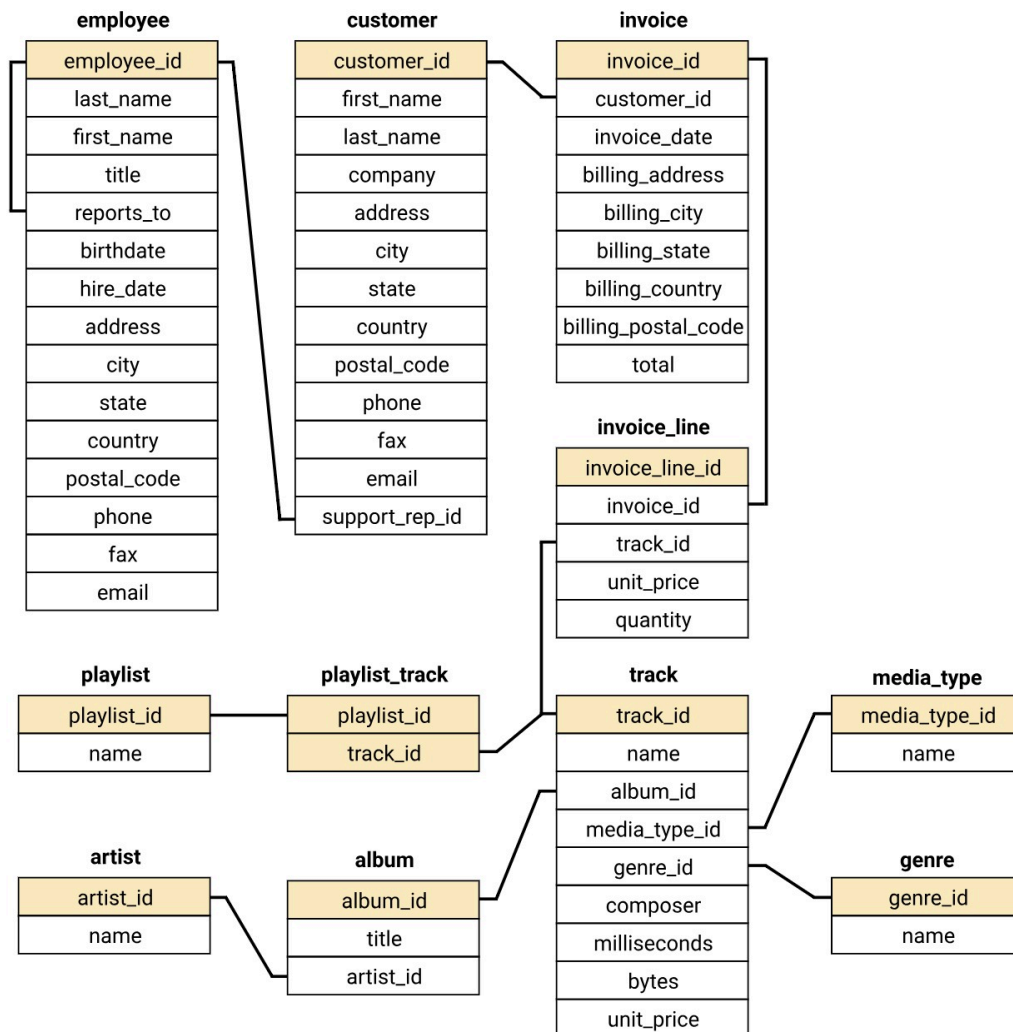 employee
employee_id
last_name
first_name
title
reports_to
birthdate
hire_date
address
city
state
country
postal_code
phone
fax
email
customer
customer_id
first_name
last_name
company
address
city
state
country
postal_code
phone
fax
email
support_rep_id
invoice
invoice_id
customer_id
invoice_date
billing_address
billing_city
billing_state
billing_country
billing_postal_code
total
invoice_line
invoice_line_id
invoice_id
track_id
unit_price
quantity
playlist
playlist_id
name
playlist_track
playlist_id
track_id
track
track_id
name
album_id
media_type_id
genre_id
composer
milliseconds
bytes
unit_price
media_type
media_type_id
name
artist
artist_id
name
album
album_id
title
artist_id
genre
genre_id
name